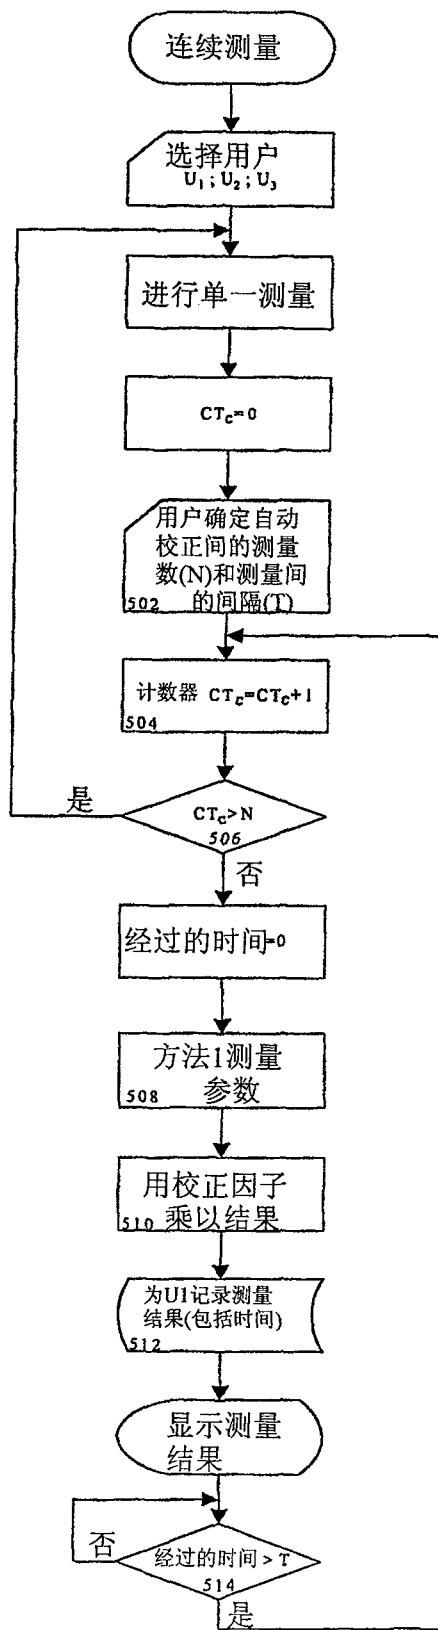 连续测量
选择用户
U₁;U₂;U₃
进行单一测量
CTc=0
用户确定自动
校正间的测量
数(N)和测量间
502 的间隔(T)
计数器 CTc=CTc+1
504
是
CTc>N
506
否
经过的时间=0
方法1测量
508 参数
用校正因子
510 乘以结果
为U1记录测量
结果(包括时间)
512
显示测量
结果
否
经过的时间>T
514
是